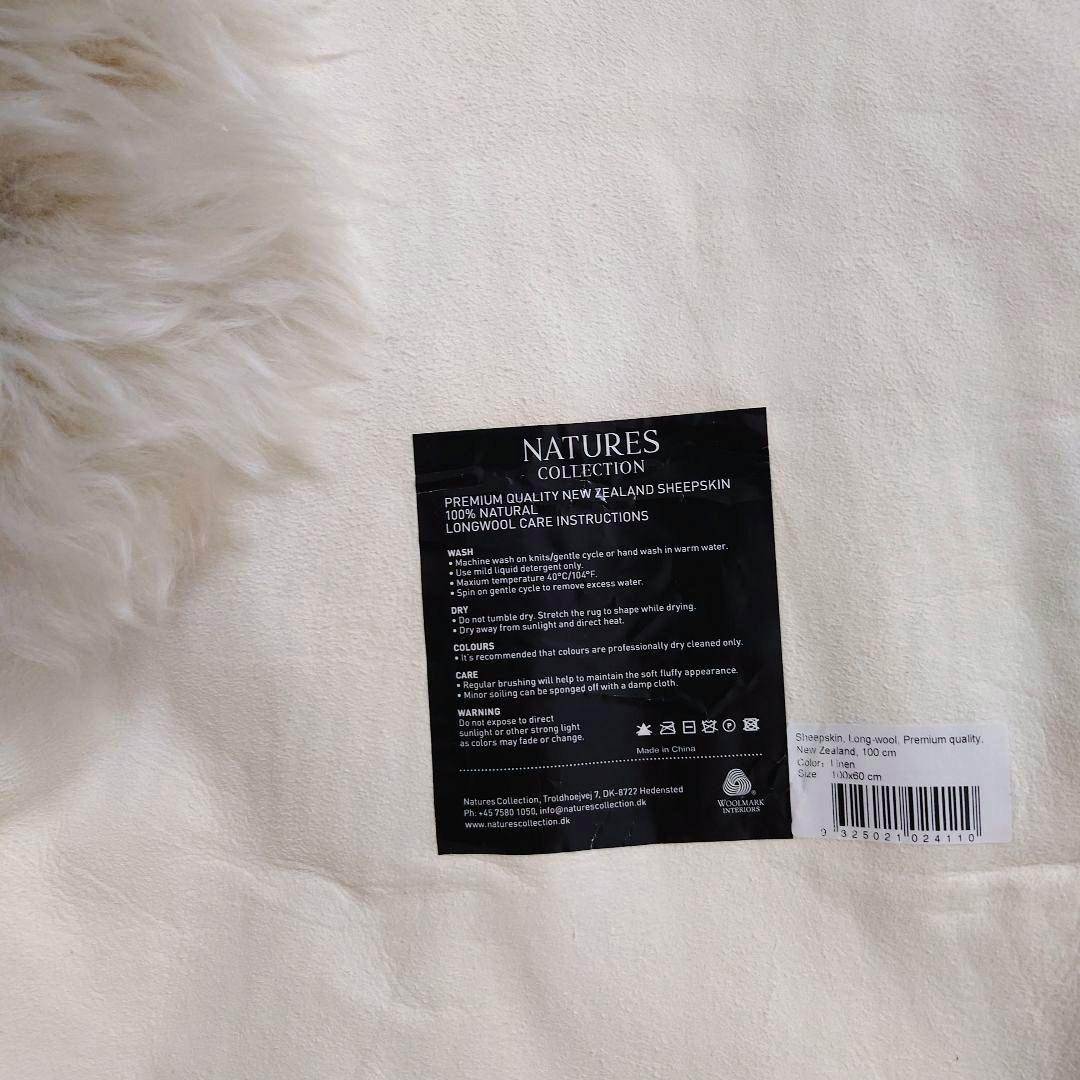 NATURES
COLLECTION
PREMIUM QUALITY NEW ZEALAND SHEEPSKIN
100% NATURAL
LONGWOOL CARE INSTRUCTIONS
WASH
• Machine wash on knits/gentle cycle or hand wash in warm water.
• Use mild liquid detergent only.
• Maxium temperature 40°C/104°F.
• Spin on gentle cycle to remove excess water.
DRY
• Do not tumble dry. Stretch the rug to shape while drying.
• Dry away from sunlight and direct heat.
COLOURS
• It's recommended that colours are professionally dry cleaned only.
CARE
• Regular brushing will help to maintain the soft fluffy appearance.
• Minor soiling can be sponged off with a damp cloth.
WARNING
Do not expose to direct
sunlight or other strong light
as colors may fade or change.
P
Made in China
Natures Collection, Troldhoejvej 7, DK-8722 Hedensted
Ph: +45 7580 1050, info@naturescollection.dk
www.naturescollection.dk
WOOLMARK
INTERIORS
Sheepskin, Long-wool, Premium quality,
New Zealand, 100 cm
Color: Linen
Size 100x60 cm
9 325021 024110